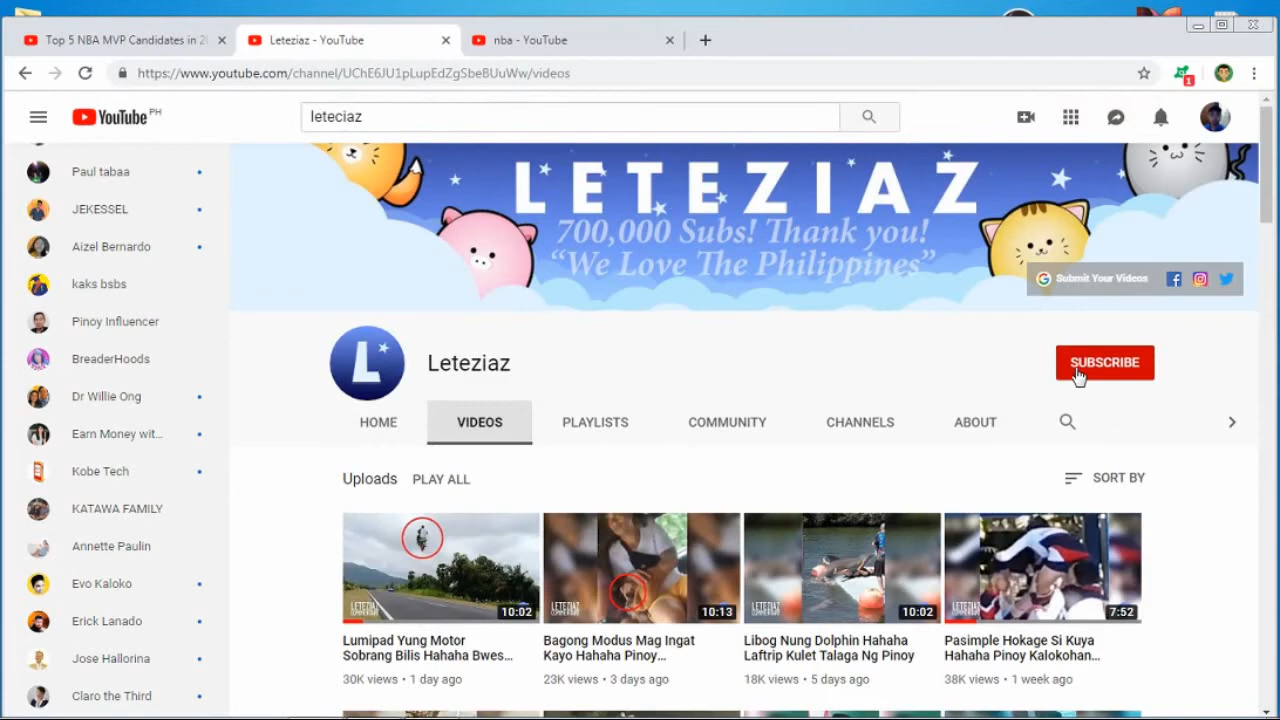 Top 5 NBA MVP Candidates in 2
Leteziaz - YouTube
nba - YouTube
https://www.youtube.com/channel/UChE6JU1pLupEdZgSbeBUuWw/videos
1
YouTube PH
leteciaz
Paul tabaa
JEKESSEL
Aizel Bernardo
kaks bsbs
Pinoy Influencer
BreaderHoods
Dr Willie Ong
Earn Money wit...
Kobe Tech
KATAWA FAMILY
Annette Paulin
Evo Kaloko
Erick Lanado
Jose Hallorina
Claro the Third
LETEZIAZ
700,000 Subs! Thank you!
“We Love The Philippines”
Submit Your Videos
L
Leteziaz
SUBSCRIBE
HOME
VIDEOS
PLAYLISTS
COMMUNITY
CHANNELS
ABOUT
Uploads
PLAY ALL
SORT BY
LETEZIAZ
10:02
Lumipad Yung Motor
Sobrang Bilis Hahaha Bwes...
30K views • 1 day ago
LETEZIAZ
10:13
Bagong Modus Mag Ingat
Kayo Hahaha Pinoy...
23K views • 3 days ago
LETEZIAZ
10:02
Libog Nung Dolphin Hahaha
Laftrip Kulet Talaga Ng Pinoy
18K views • 5 days ago
LETEZIAZ
7:52
Pasimple Hokage Si Kuya
Hahaha Pinoy Kalokohan...
38K views • 1 week ago